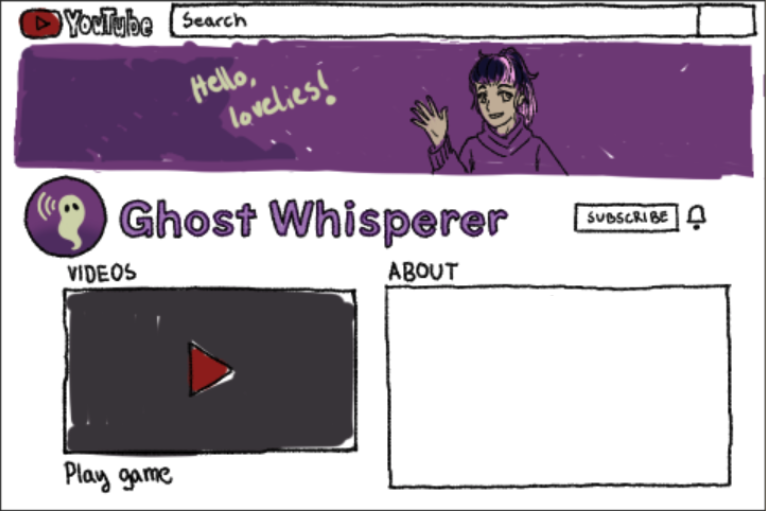 YouTube
Search
Hello,
lovelies!
Ghost Whisperer
SUBSCRIBE
VIDEOS
ABOUT
Play game